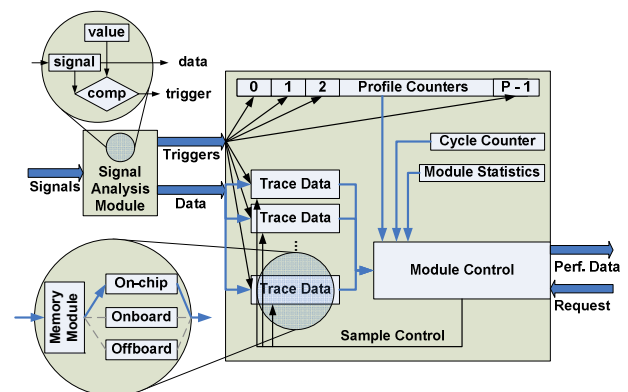 value
signal
data
comp
trigger
0 1 2 Profile Counters P - 1
Triggers
Cycle Counter
Signals
Signal
Analysis
Module
Data
Trace Data
Module Statistics
Trace Data
...
Trace Data
Module Control
Perf. Data
Request
Sample Control
Memory
Module
On-chip
Onboard
Offboard